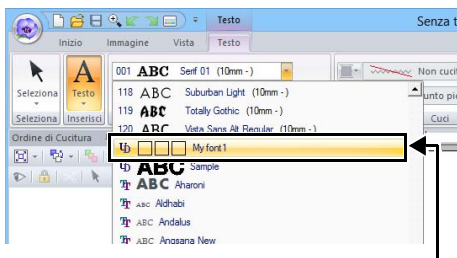 Testo
Senza t
Inizio
Immagine
Vista
Testo
Seleziona
Testo
Seleziona
Inserisci
001 ABC Serif 01 (10mm - )
Non cucit
unto pie
Cuci
118 ABC Suburban Light (10mm - )
119 ABC Totally Gothic (10mm - )
120 ABC Vista Sans Alt Regular (10mm - )
Ordine di Cucitura
My font1
ABC Sample
ABC Aharoni
ABC Aldhabi
ABC Andalus
ABC Angsana New